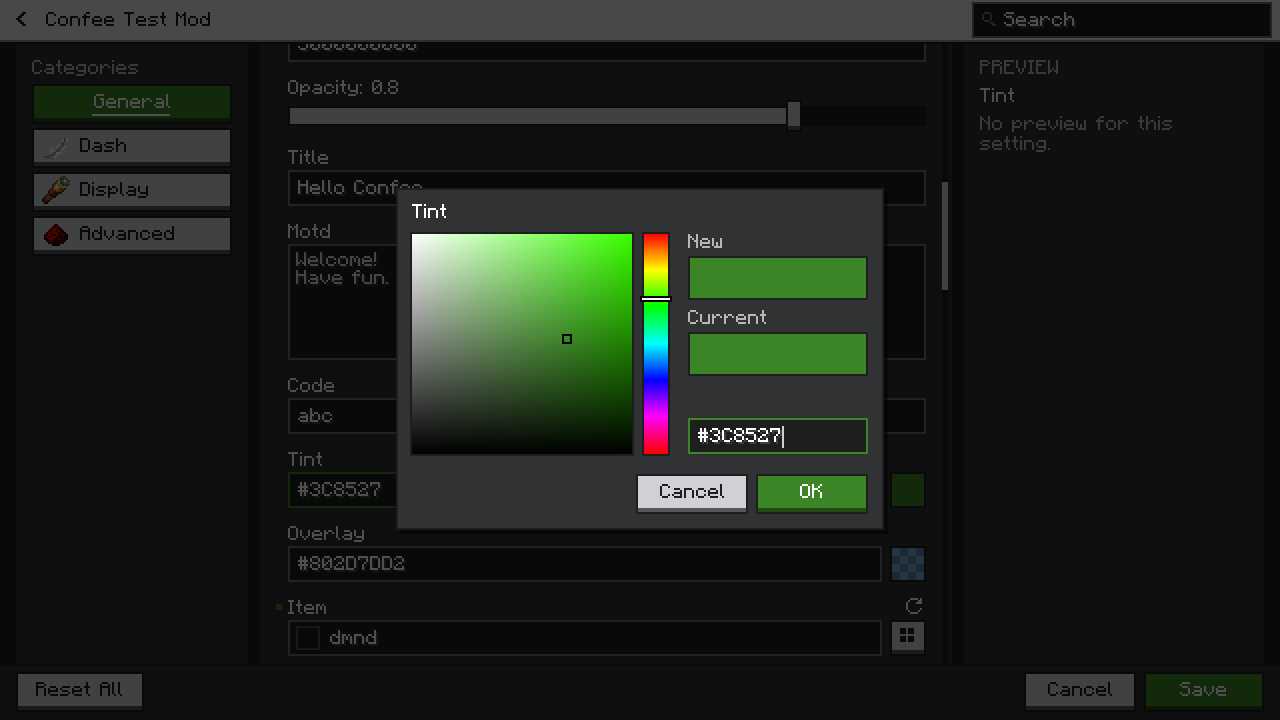 Confee Test Mod
Search
Categories
General
Dash
Display
Advanced
Opacity: 0.8
Title
Hello Confee
Motd
Welcome!
Have fun.
Code
abc
Tint
#3C8527
Overlay
#802D7DD2
Item
dmnd
Tint
New
Current
#3C8527
Cancel
OK
PREVIEW
Tint
No preview for this
setting.
Reset All
Cancel
Save